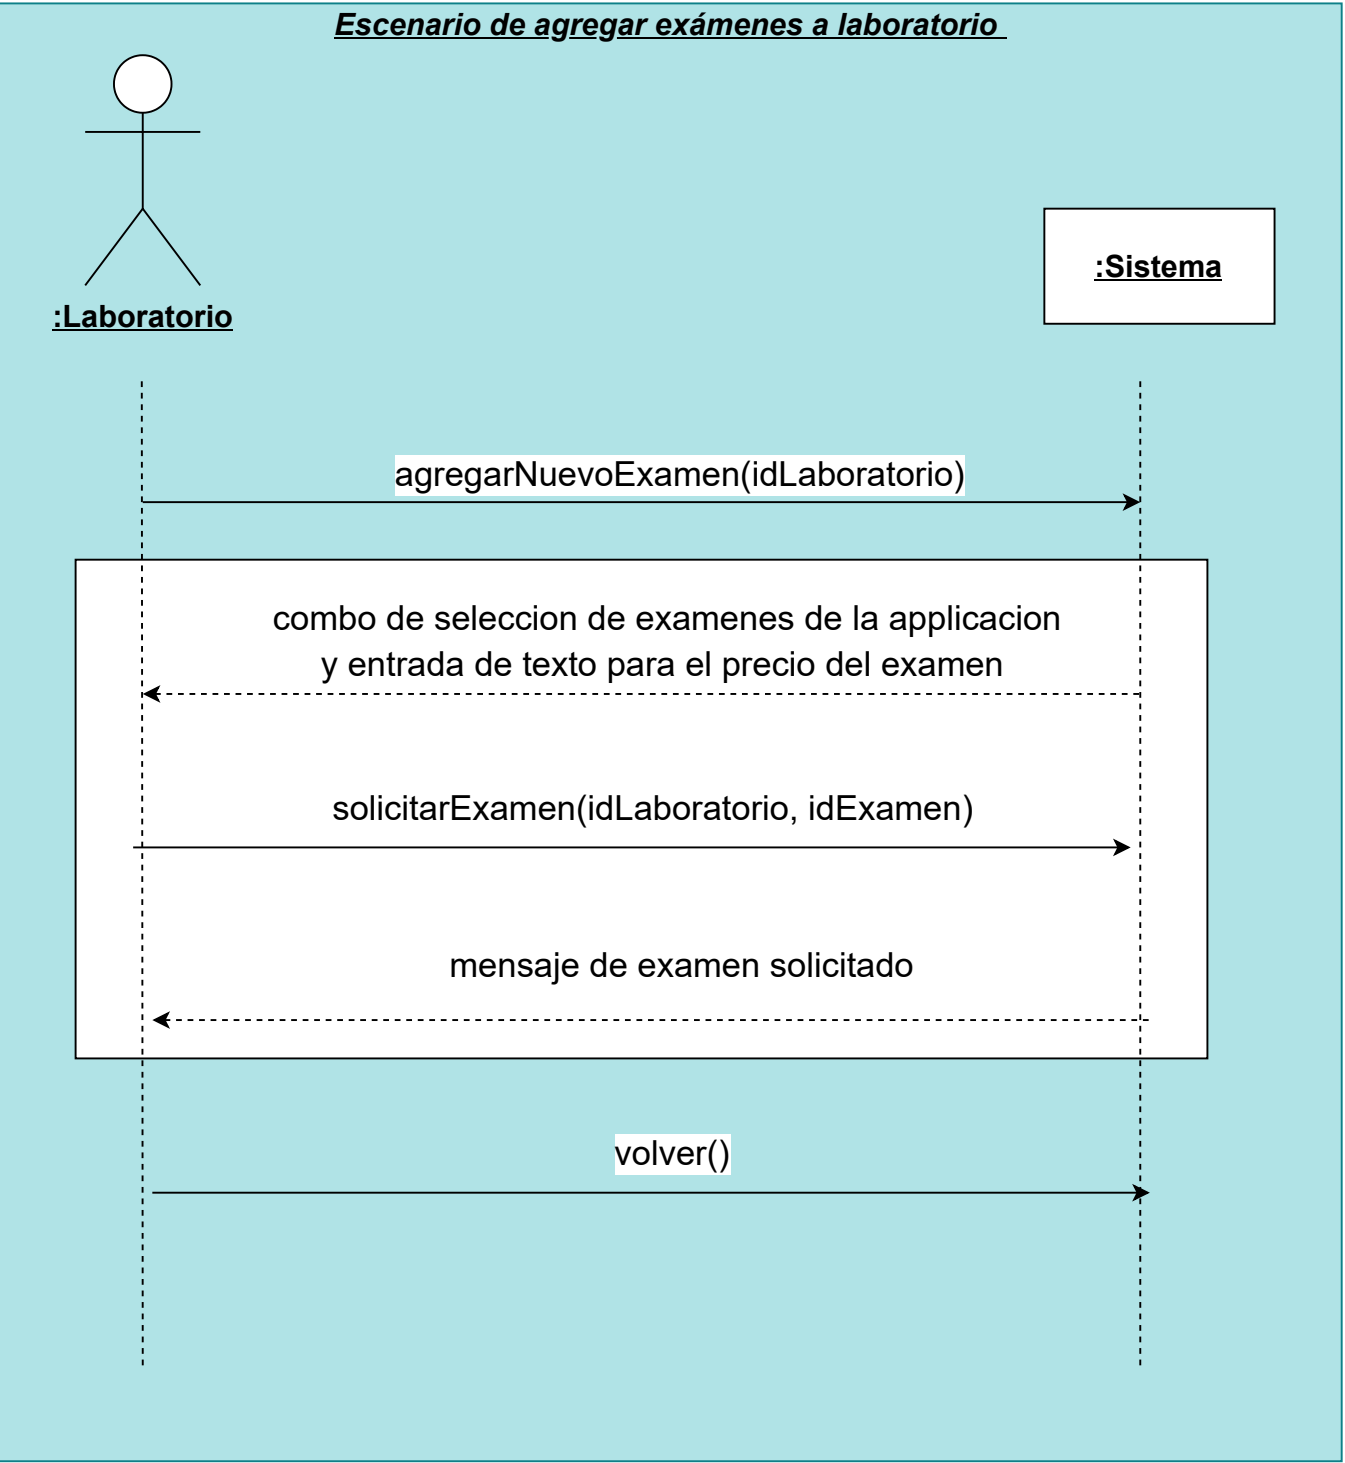 Escenario de agregar exámenes a laboratorio
:Sistema
:Laboratorio
agregarNuevoExamen(idLaboratorio)
combo de seleccion de examenes de la applicacion
y entrada de texto para el precio del examen
solicitarExamen(idLaboratorio, idExamen)
mensaje de examen solicitado
volver()